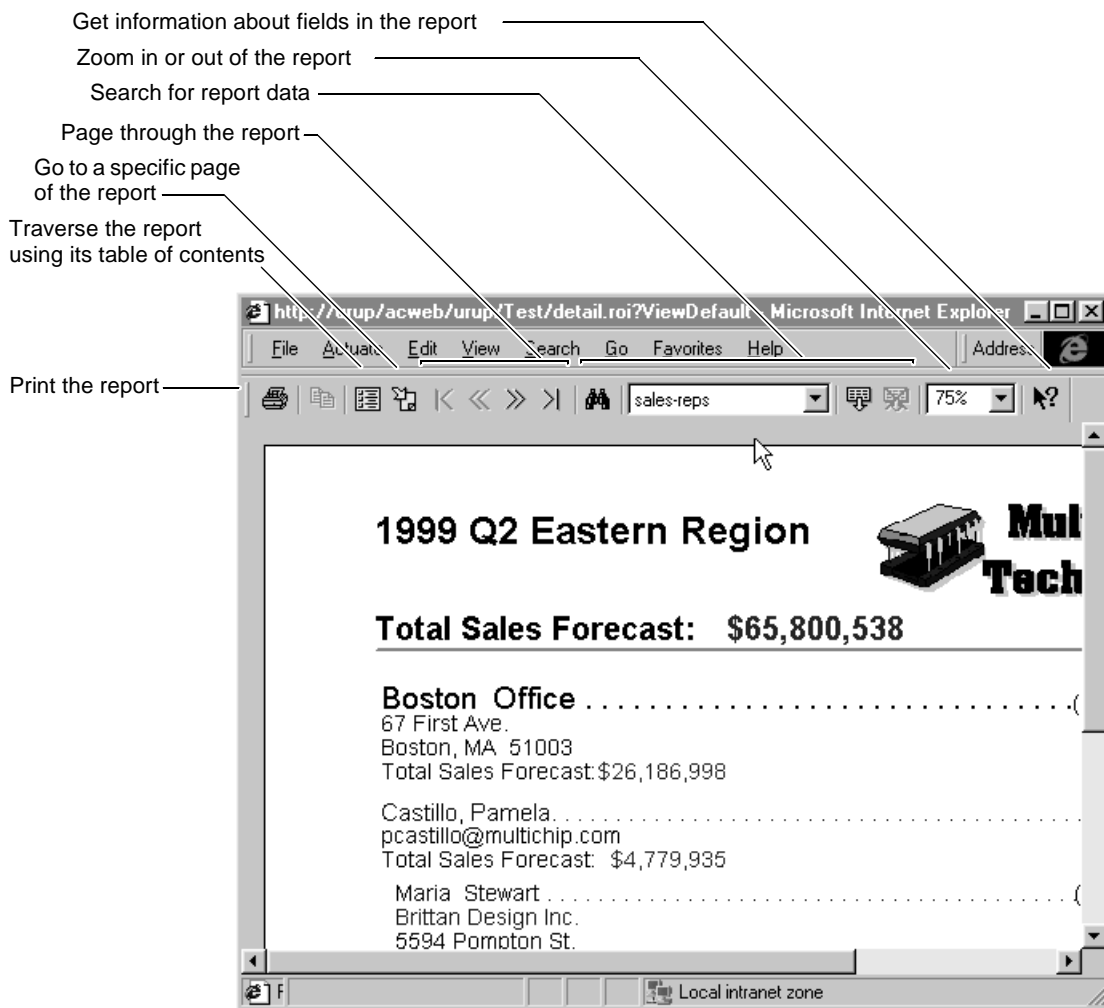 Get information about fields in the report
Zoom in or out of the report
Search for report data
Page through the report
Go to a specific page
of the report
Traverse the report
using its table of contents
Print the report
http://urup/acweb/urup/Test/detail.roi?ViewDefault - Microsoft Internet Explorer
File Actuate Edit View Search Go Favorites Help Address
sales-reps 75%
1999 Q2 Eastern Region
Mul
Tech
Total Sales Forecast: $65,800,538
Boston Office . . . . . . . . . . . . . . . . . . . . . . . . . . . . . . . . (
67 First Ave.
Boston, MA 51003
Total Sales Forecast: $26,186,998
Castillo, Pamela. . . . . . . . . . . . . . . . . . . . . . . . . . . . . . . . . . . . . . .
pcastillo@multichip.com
Total Sales Forecast: $4,779,935
Maria Stewart . . . . . . . . . . . . . . . . . . . . . . . . . . . . . . . . . . . . . . (
Brittan Design Inc.
5594 Pompton St.
Local intranet zone